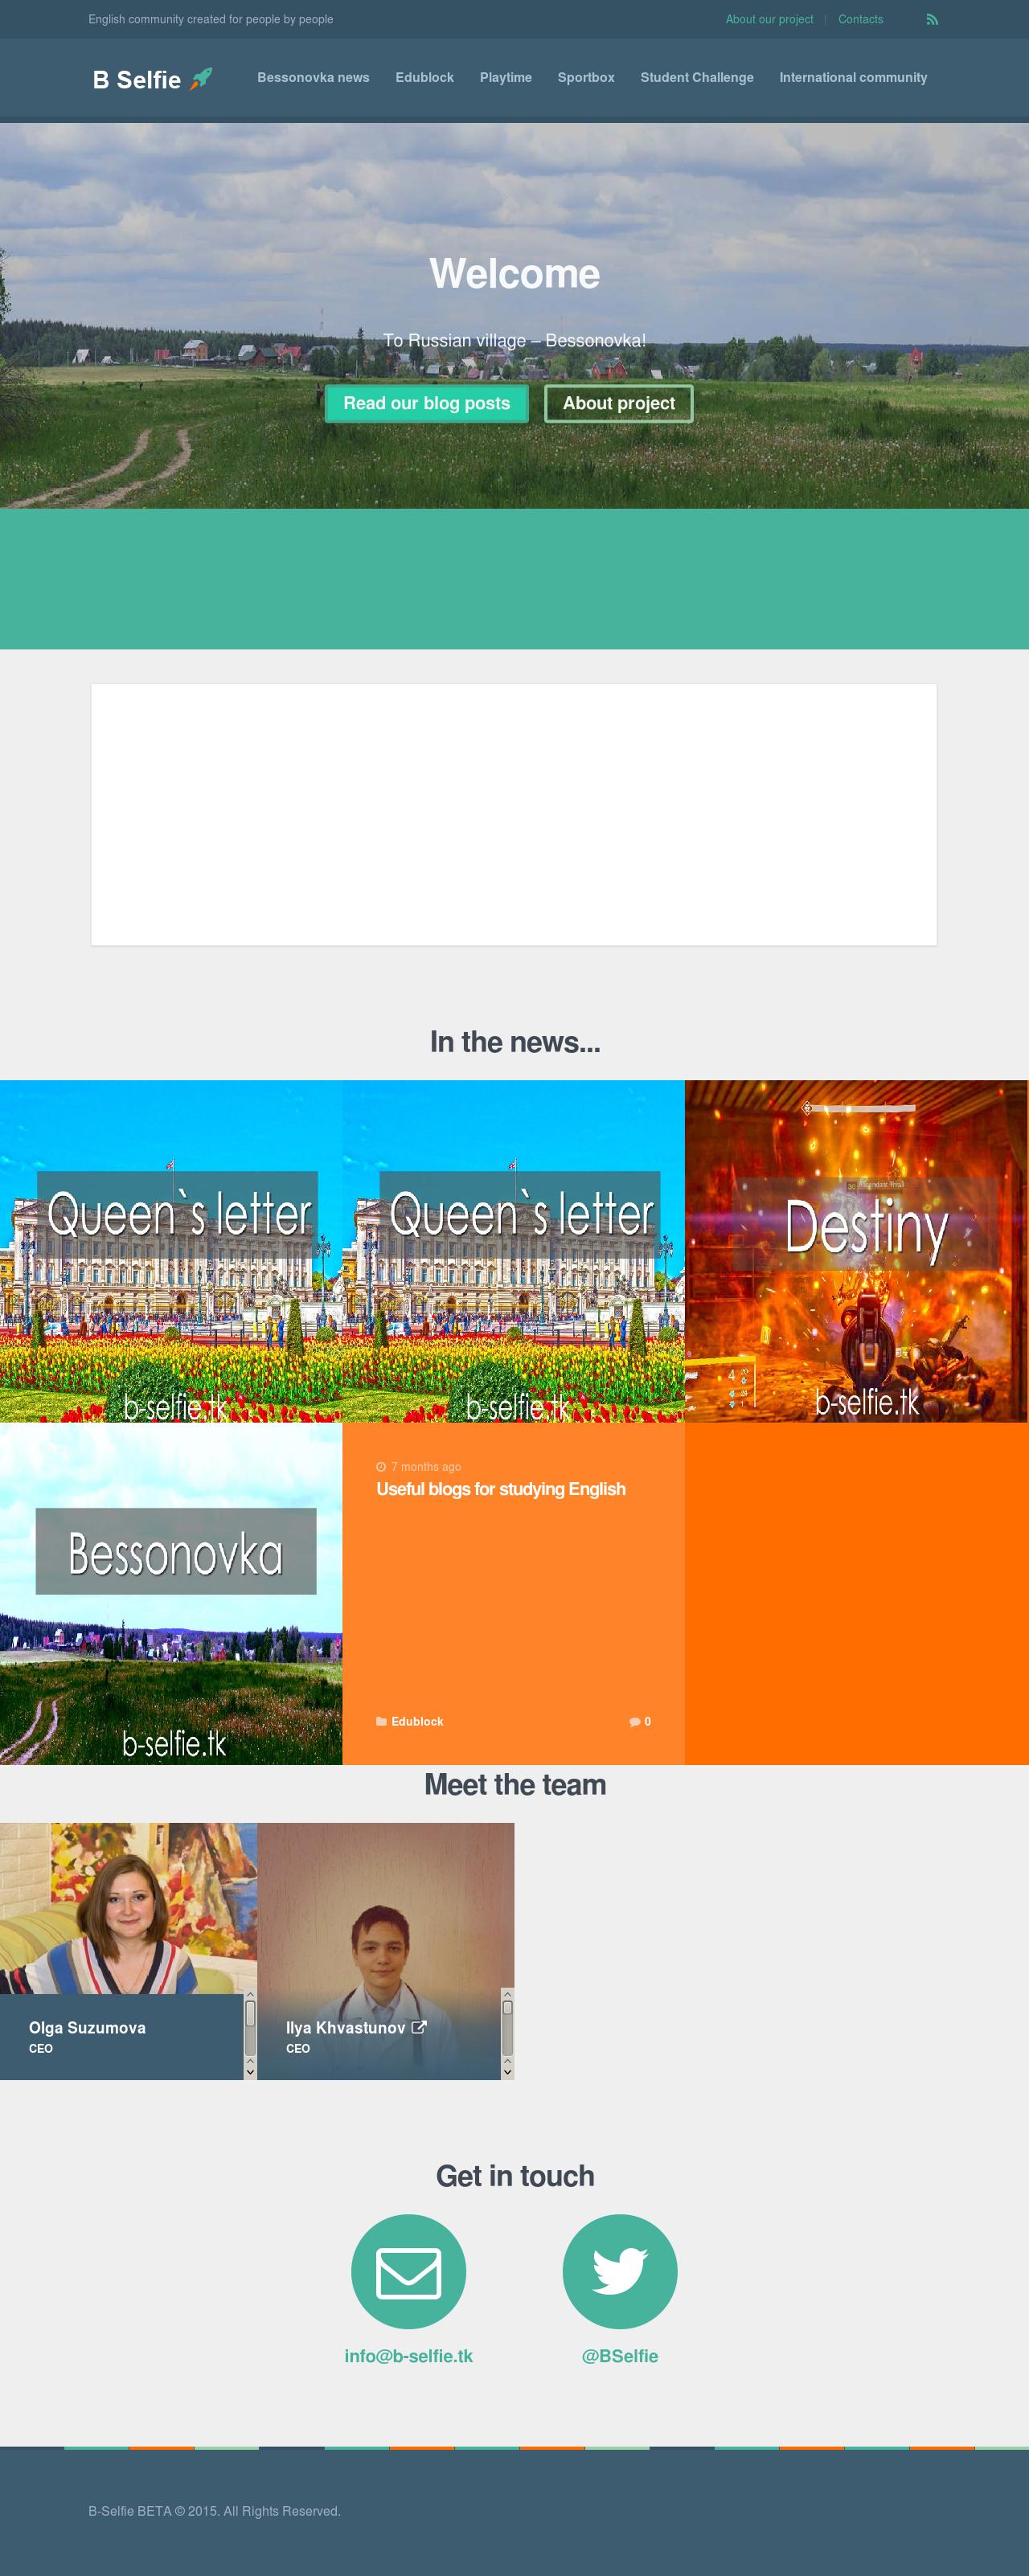 English community created for people by people
About our project | Contacts
B Selfie
Bessonovka news Edublock Playtime Sportbox Student Challenge International community
Welcome
To Russian village – Bessonovka!
Read our blog posts About project
In the news...
Queen`s letter
b-selfie.tk
Queen`s letter
b-selfie.tk
30
Destiny
4
b-selfie.tk
Bessonovka
b-selfie.tk
7 months ago
Useful blogs for studying English
Edublock 0
Meet the team
Olga Suzumova
CEO
Ilya Khvastunov
CEO
Get in touch
info@b-selfie.tk
@BSelfie
B-Selfie BETA © 2015. All Rights Reserved.